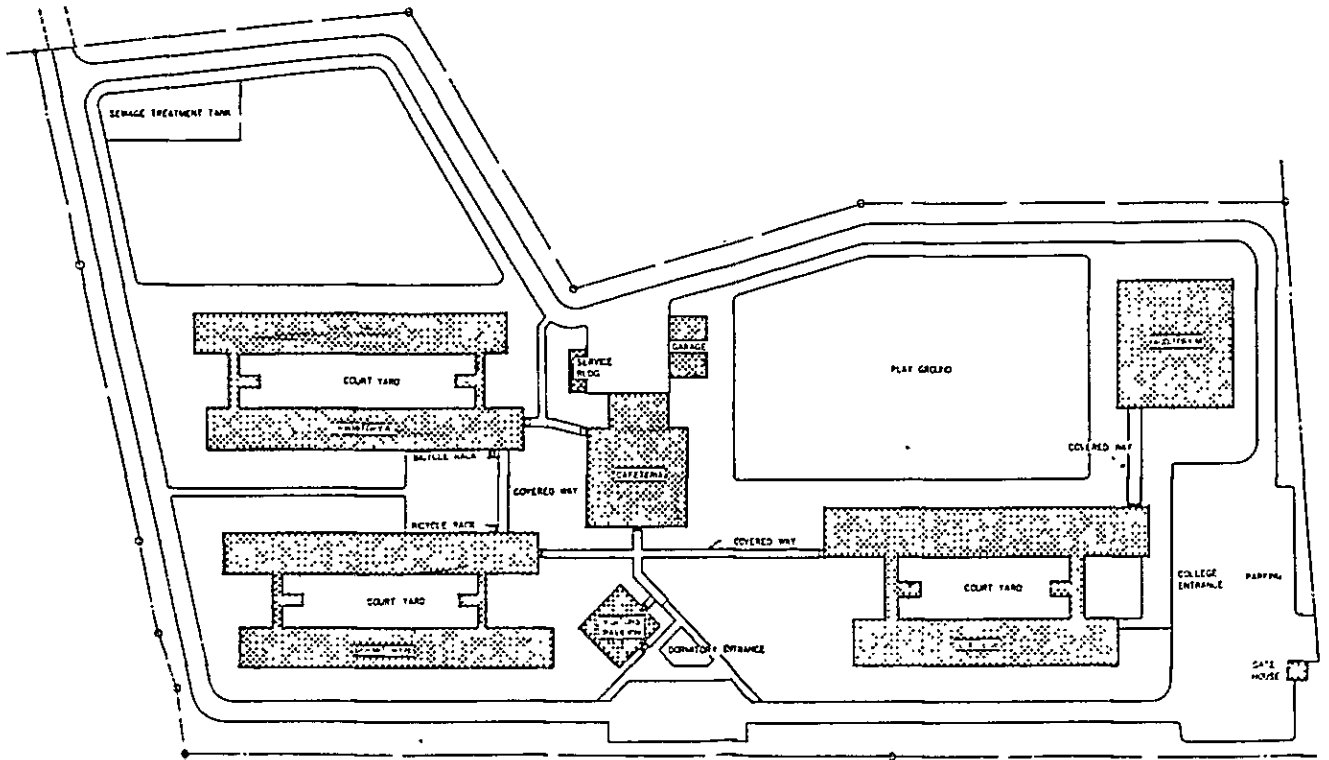 SEWAGE TREATMENT TANK
COURT YARD
SERVICE
BLDG
GARAGE
PLAY GROUND
BICYCLE RACK
CAFETERIA
COVERED WAY
COVERED WAY
BICYCLE RACK
COVERED WAY
COURT YARD
COURT YARD
COLLEGE
ENTRANCE
PARKING
DORMATORY ENTRANCE
GATE
HOUSE